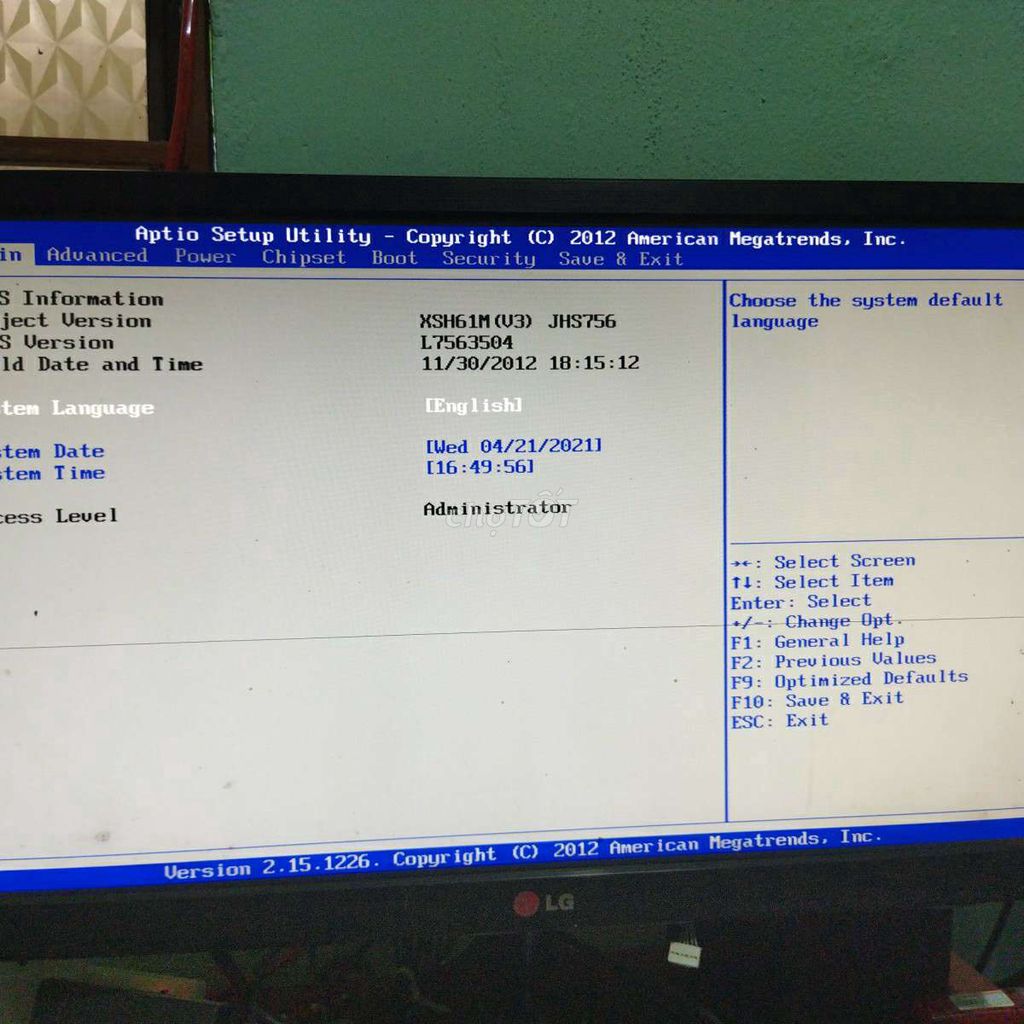 Aptio Setup Utility - Copyright (C) 2012 American Megatrends, Inc.
in Advanced Power Chipset Boot Security Save & Exit
S Information
ject Version XSH61M(V3) JHS756
S Version L7563504
ld Date and Time 11/30/2012 18:15:12
tem Language [English]
stem Date [Wed 04/21/2021]
stem Time [16:49:56]
cess Level Administrator
chợTỐT
Choose the system default
language
→←: Select Screen
↑↓: Select Item
Enter: Select
+/-: Change Opt.
F1: General Help
F2: Previous Values
F9: Optimized Defaults
F10: Save & Exit
ESC: Exit
Version 2.15.1226. Copyright (C) 2012 American Megatrends, Inc.
LG